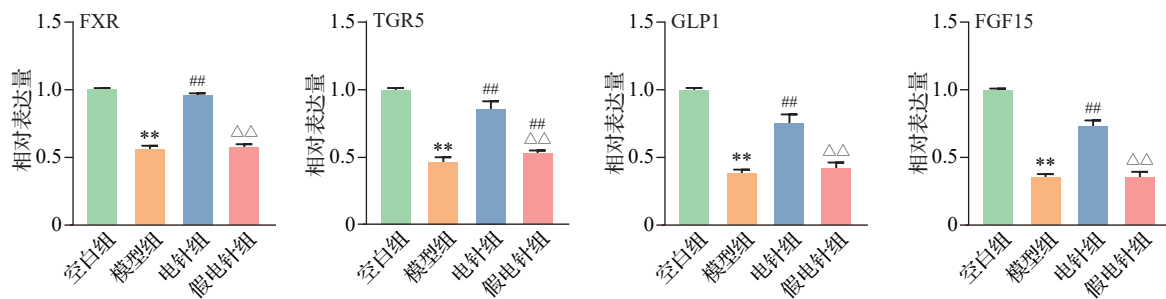 FXR
1.5
1.0
0.5
0
相对表达量
**
##
△△
空白组
模型组
电针组
假电针组
TGR5
1.5
1.0
0.5
0
相对表达量
**
##
##
△△
空白组
模型组
电针组
假电针组
GLP1
1.5
1.0
0.5
0
相对表达量
**
##
△△
空白组
模型组
电针组
假电针组
FGF15
1.5
1.0
0.5
0
相对表达量
**
##
△△
空白组
模型组
电针组
假电针组